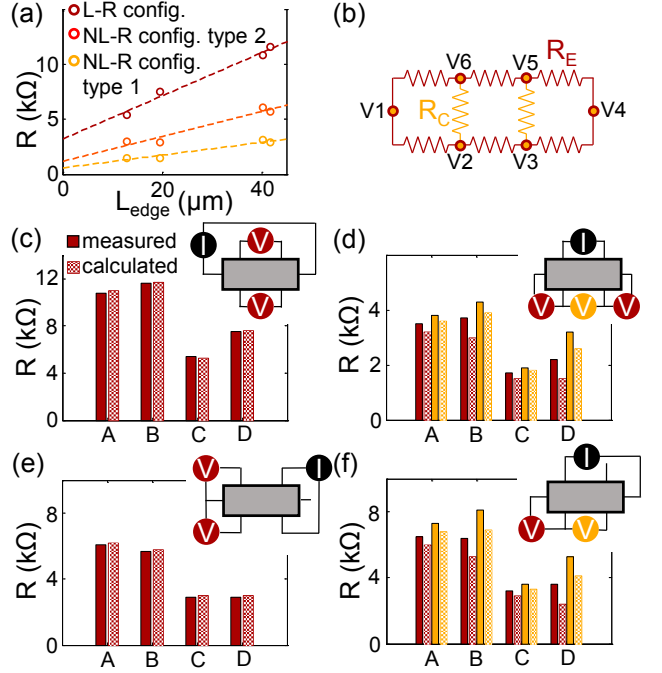 (a)
L-R config.
NL-R config. type 2
NL-R config.
type 1
10
5
0
R (kΩ)
0
20
40
L_edge (μm)
(b)
V6
V5
R_E
V1
R_C
V4
V2
V3
(c)
I
V
V
measured
calculated
12
8
4
0
R (kΩ)
A
B
C
D
(d)
I
V
V
V
4
2
0
R (kΩ)
A
B
C
D
(e)
V
V
I
8
4
0
R (kΩ)
A
B
C
D
(f)
I
V
V
8
4
0
R (kΩ)
A
B
C
D